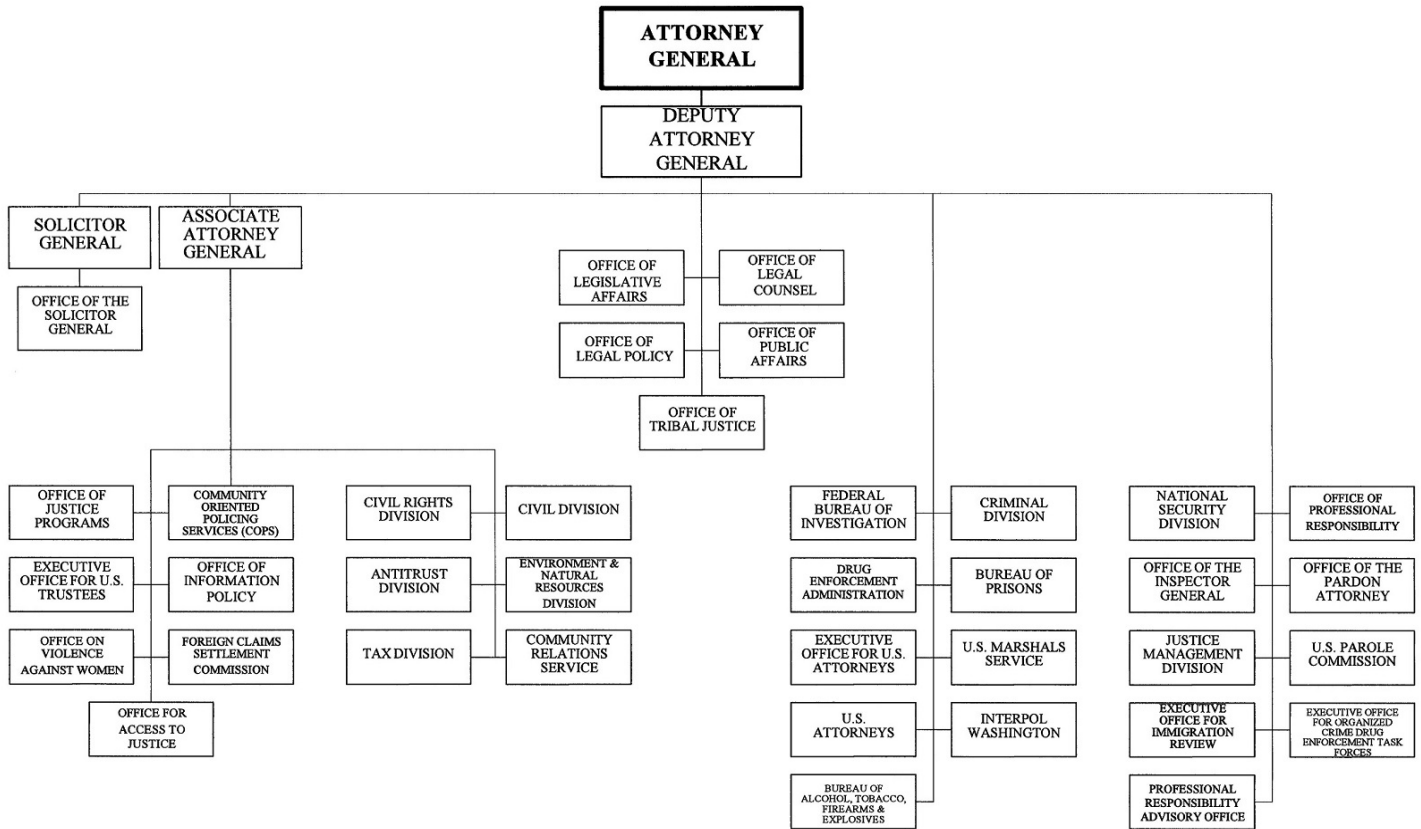 ATTORNEY
GENERAL
DEPUTY
ATTORNEY
GENERAL
SOLICITOR
GENERAL
ASSOCIATE
ATTORNEY
GENERAL
OFFICE OF THE
SOLICITOR
GENERAL
OFFICE OF
LEGISLATIVE
AFFAIRS
OFFICE OF
LEGAL
COUNSEL
OFFICE OF
LEGAL POLICY
OFFICE OF
PUBLIC
AFFAIRS
OFFICE OF
TRIBAL JUSTICE
OFFICE OF
JUSTICE
PROGRAMS
COMMUNITY
ORIENTED
POLICING
SERVICES (COPS)
EXECUTIVE
OFFICE FOR U.S.
TRUSTEES
OFFICE OF
INFORMATION
POLICY
OFFICE ON
VIOLENCE
AGAINST WOMEN
FOREIGN CLAIMS
SETTLEMENT
COMMISSION
OFFICE FOR
ACCESS TO
JUSTICE
CIVIL RIGHTS
DIVISION
CIVIL DIVISION
ANTITRUST
DIVISION
ENVIRONMENT &
NATURAL
RESOURCES
DIVISION
TAX DIVISION
COMMUNITY
RELATIONS
SERVICE
FEDERAL
BUREAU OF
INVESTIGATION
CRIMINAL
DIVISION
DRUG
ENFORCEMENT
ADMINISTRATION
BUREAU OF
PRISONS
EXECUTIVE
OFFICE FOR U.S.
ATTORNEYS
U.S. MARSHALS
SERVICE
U.S.
ATTORNEYS
INTERPOL
WASHINGTON
BUREAU OF
ALCOHOL, TOBACCO,
FIREARMS &
EXPLOSIVES
NATIONAL
SECURITY
DIVISION
OFFICE OF
PROFESSIONAL
RESPONSIBILITY
OFFICE OF THE
INSPECTOR
GENERAL
OFFICE OF THE
PARDON
ATTORNEY
JUSTICE
MANAGEMENT
DIVISION
U.S. PAROLE
COMMISSION
EXECUTIVE
OFFICE FOR
IMMIGRATION
REVIEW
EXECUTIVE OFFICE
FOR ORGANIZED
CRIME DRUG
ENFORCEMENT TASK
FORCES
PROFESSIONAL
RESPONSIBILITY
ADVISORY OFFICE